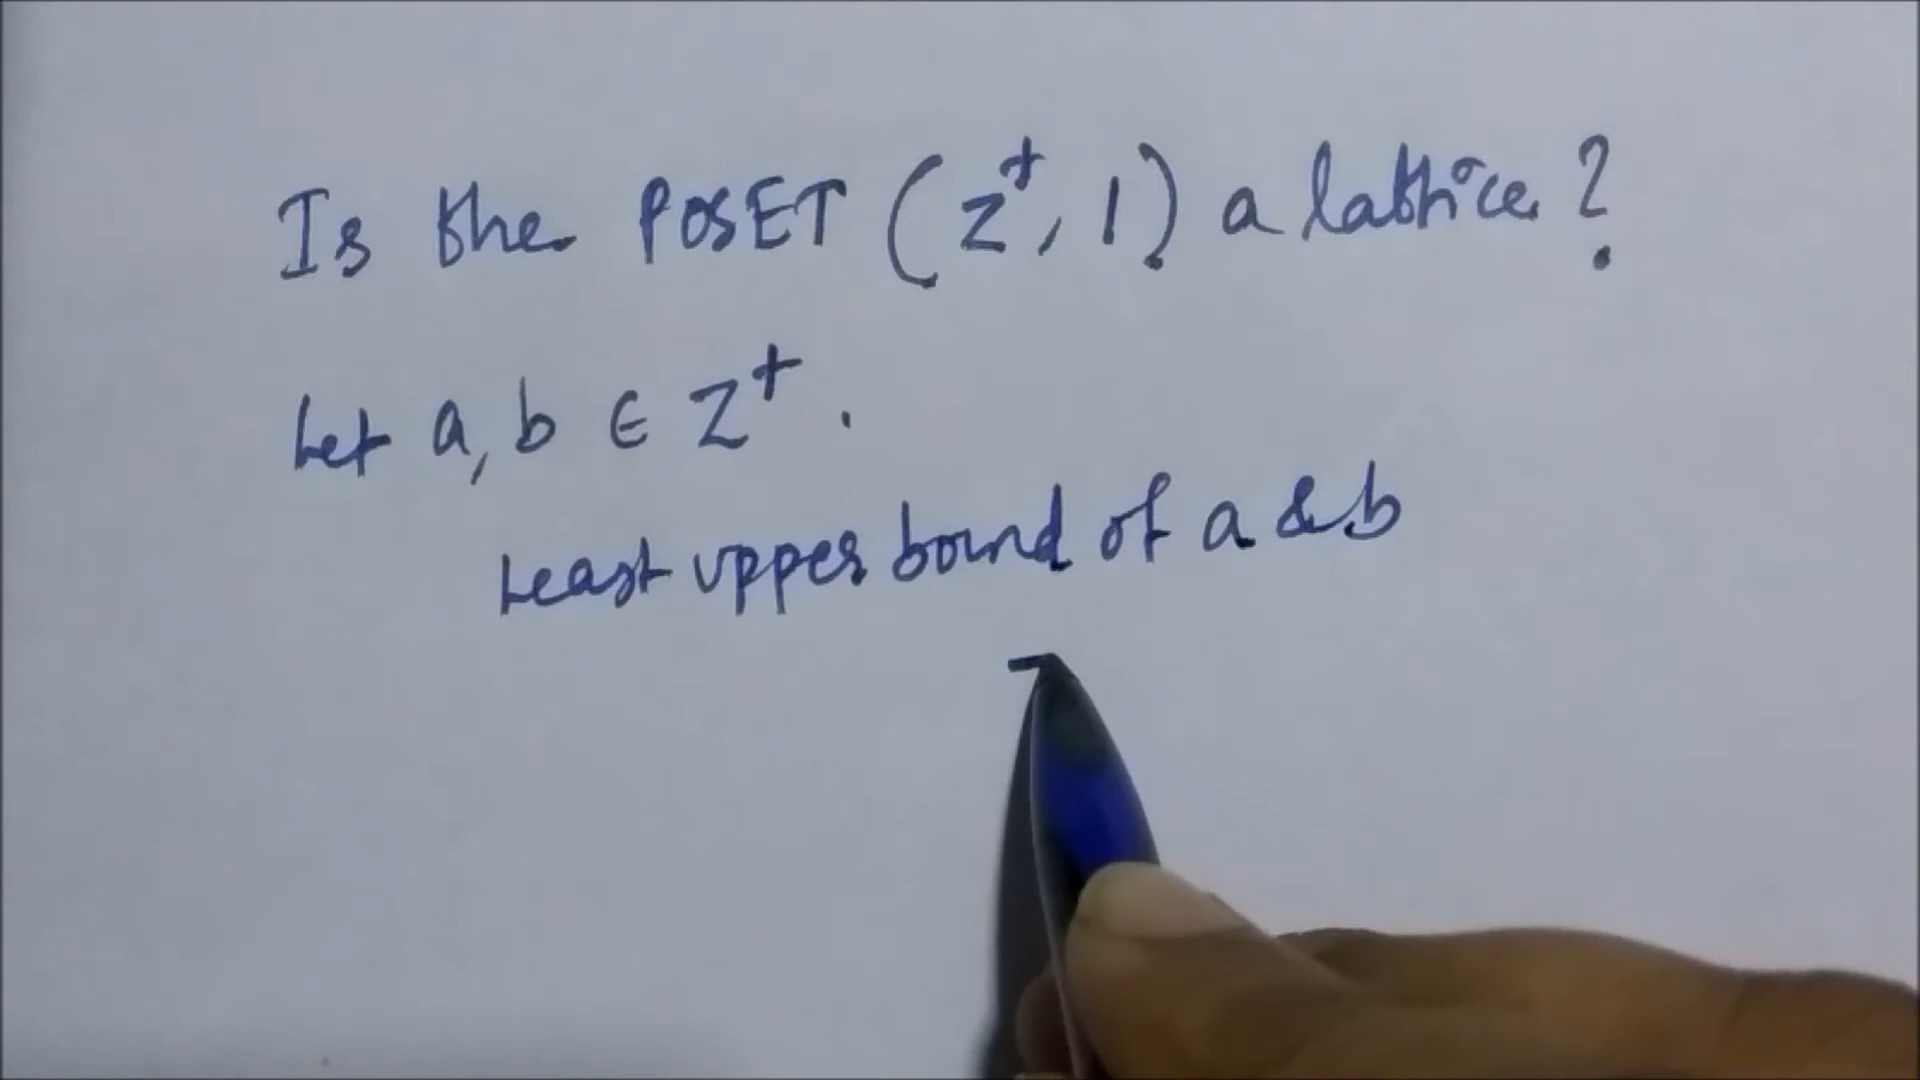 Is the POSET (Z⁺, |) a lattice?
Let a, b ∈ Z⁺.
Least upper bound of a & b